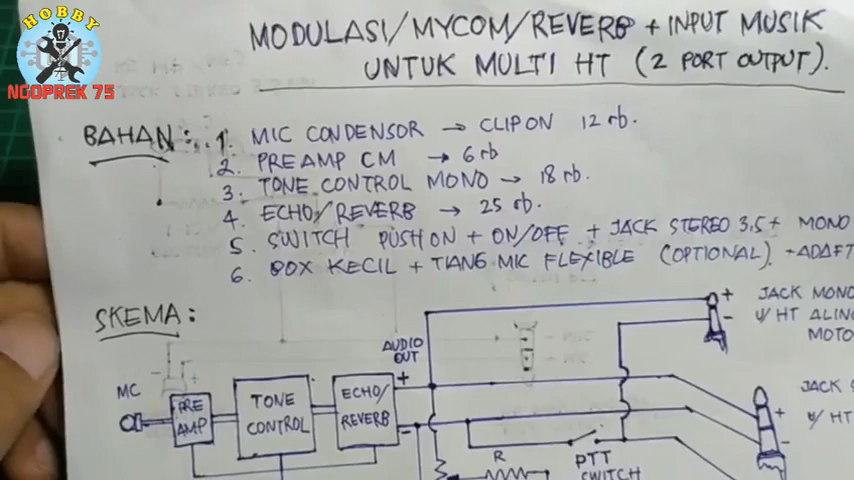 HOBBY
NGOPREK 75
MODULASI/MYCOM/REVERB + INPUT MUSIK
UNTUK MULTI HT (2 PORT OUTPUT).
BAHAN:
1. MIC CONDENSOR → CLIP ON 12 rb.
2. PREAMP CM → 6 rb
3. TONE CONTROL MONO → 18 rb.
4. ECHO/REVERB → 25 rb.
5. SWITCH PUSH ON + ON/OFF + JACK STEREO 3,5 + MONO
6. BOX KECIL + TIANG MIC FLEXIBLE (OPTIONAL) + ADAPT
SKEMA:
JACK MONO
U/ HT ALINC
MOTO
AUDIO
OUT
MC
PRE
AMP
TONE
CONTROL
ECHO/
REVERB
+
-
+
-
JACK
U/ HT
+
-
R
PTT
SWITCH